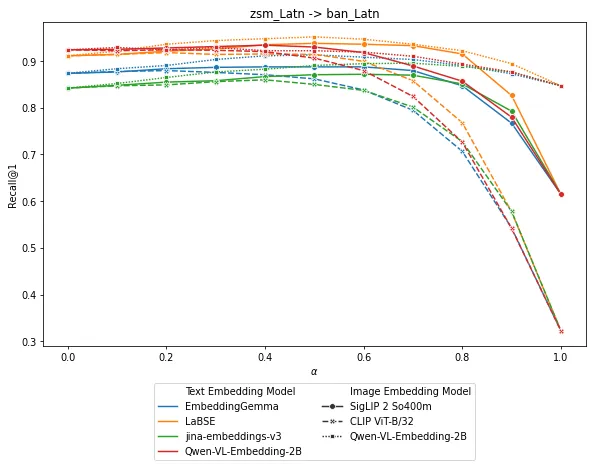 zsm_Latn -> ban_Latn
Recall@1
0.9
0.8
0.7
0.6
0.5
0.4
0.3
0.0 0.2 0.4 0.6 0.8 1.0
α
Text Embedding Model Image Embedding Model
EmbeddingGemma SigLIP 2 So400m
LaBSE CLIP ViT-B/32
jina-embeddings-v3 Qwen-VL-Embedding-2B
Qwen-VL-Embedding-2B